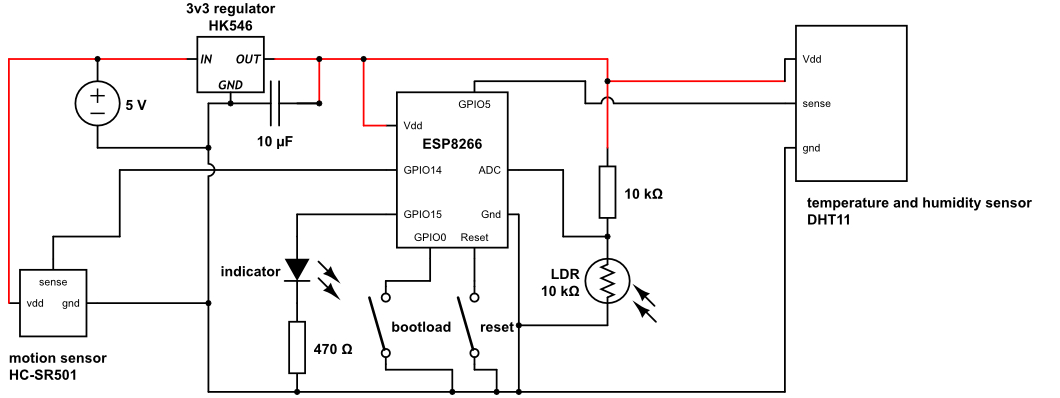 3v3 regulator
HK546
IN
OUT
GND
5 V
10 µF
GPIO5
Vdd
ESP8266
GPIO14
ADC
GPIO15
Gnd
GPIO0
Reset
Vdd
sense
gnd
temperature and humidity sensor
DHT11
10 kΩ
LDR
10 kΩ
indicator
470 Ω
bootload
reset
sense
vdd
gnd
motion sensor
HC-SR501